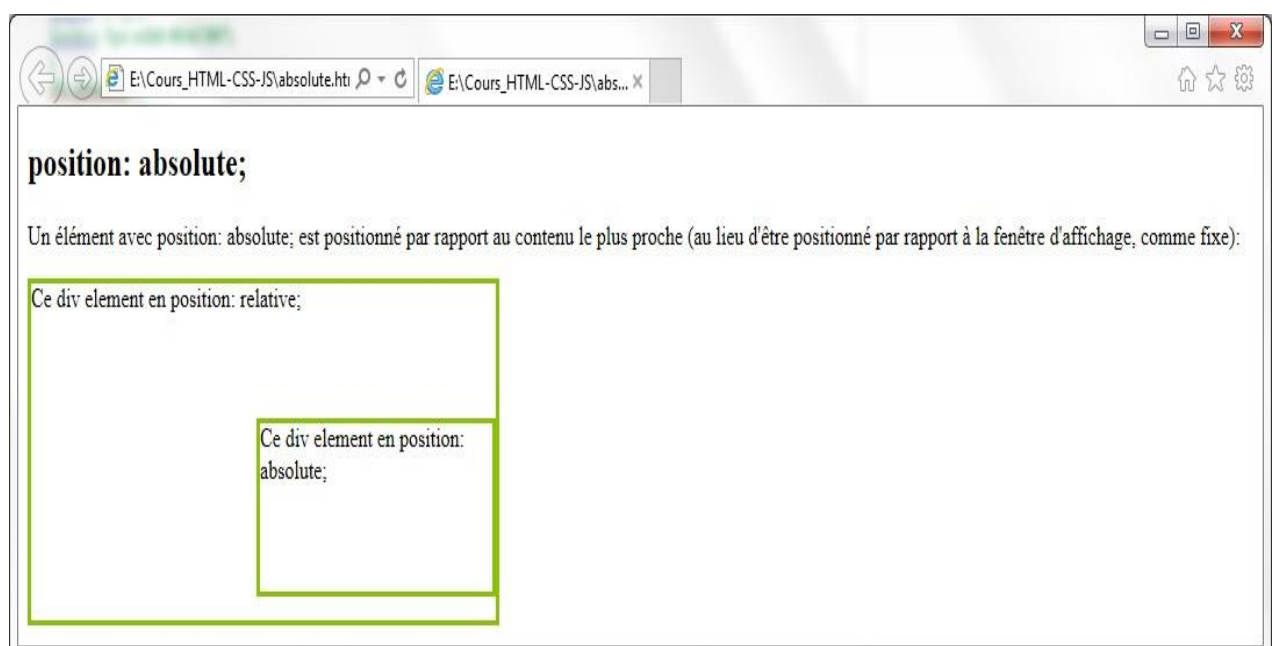 E:\Cours_HTML-CSS-JS\absolute.ht
E:\Cours_HTML-CSS-JS\abs...
position: absolute;
Un élément avec position: absolute; est positionné par rapport au contenu le plus proche (au lieu d'être positionné par rapport à la fenêtre d'affichage, comme fixe):
Ce div element en position: relative;
Ce div element en position:
absolute;